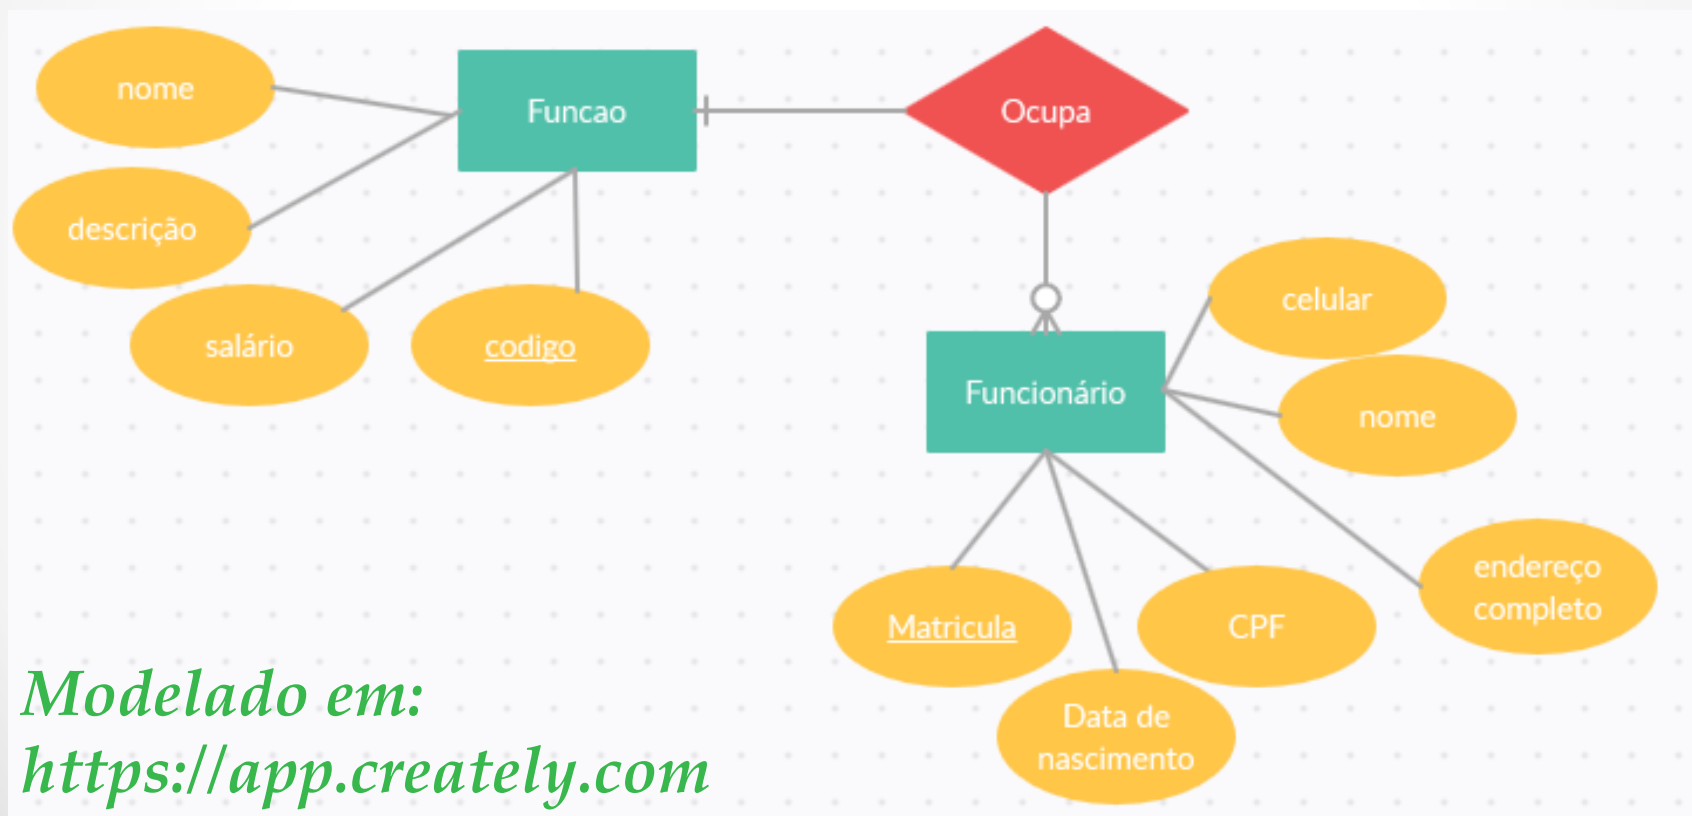 nome
Funcao
Ocupa
descrição
salário
codigo
celular
Funcionário
nome
endereço
completo
Matricula
CPF
Data de
nascimento
Modelado em:
https://app.creately.com